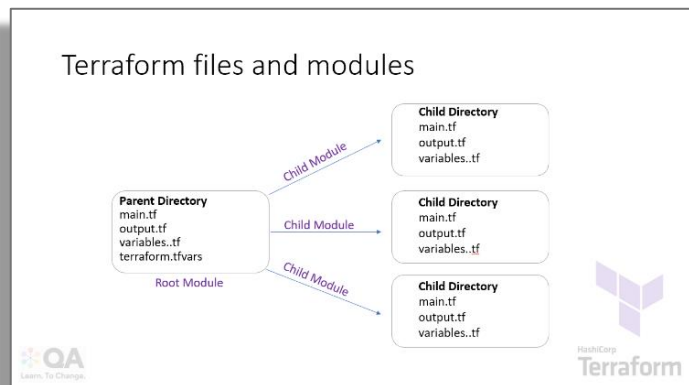 Terraform files and modules
Parent Directory
main.tf
output.tf
variables..tf
terraform.tfvars
Root Module
Child Module
Child Module
Child Module
Child Directory
main.tf
output.tf
variables..tf
Child Directory
main.tf
output.tf
variables..tf
Child Directory
main.tf
output.tf
variables..tf
QA
Learn. To Change.
HashiCorp
Terraform